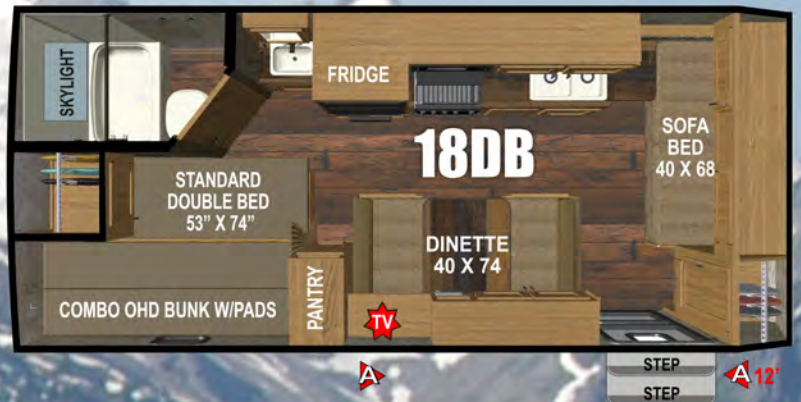 SKYLIGHT
FRIDGE
18DB
SOFA
BED
40 X 68
STANDARD
DOUBLE BED
53” X 74”
DINETTE
40 X 74
COMBO OHD BUNK W/PADS
PANTRY
TV
A
STEP
A 12'
STEP